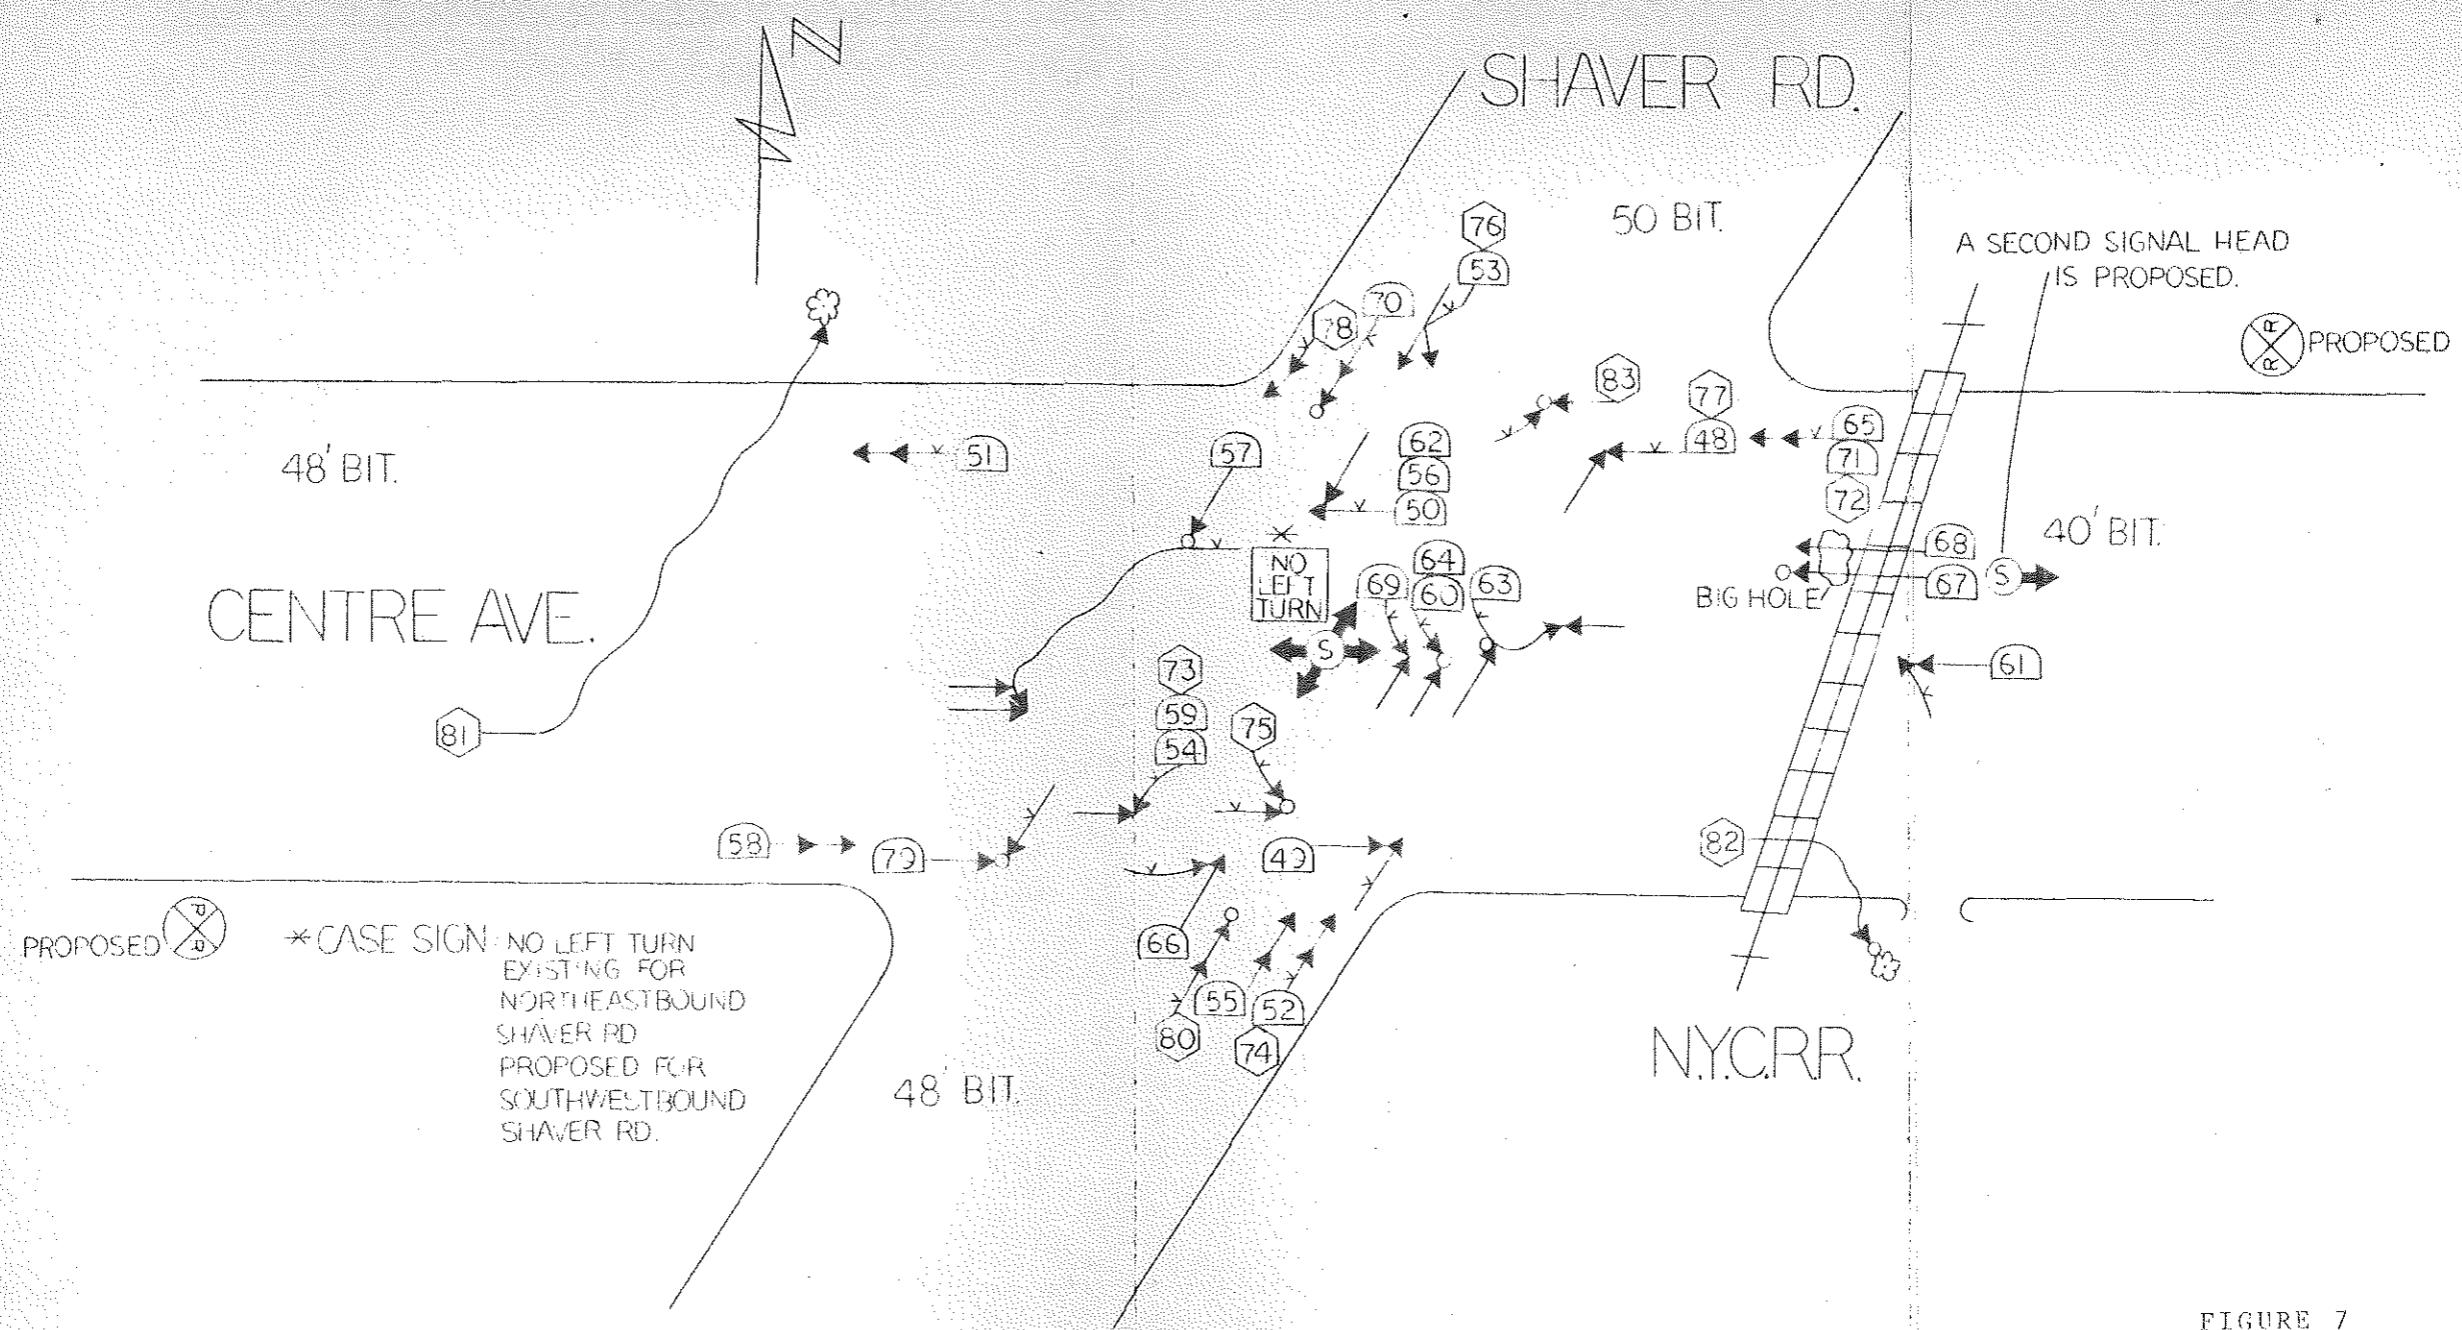 N
SHAVER RD.
50' BIT.
A SECOND SIGNAL HEAD
IS PROPOSED.
R R
PROPOSED
76
53
70
78
83
77
48
65
71
72
48' BIT.
51
57
62
56
50
NO
LEFT
TURN
S
69
64
60
63
68
67
S
40' BIT.
BIG HOLE
61
CENTRE AVE.
81
73
59
54
75
58
79
49
82
66
55
52
80
74
PROPOSED
R R
*CASE SIGN: NO LEFT TURN
EXISTING FOR
NORTHEASTBOUND
SHAVER RD
PROPOSED FOR
SOUTHWESTBOUND
SHAVER RD.
48' BIT.
N.Y.C.R.R.
FIGURE 7